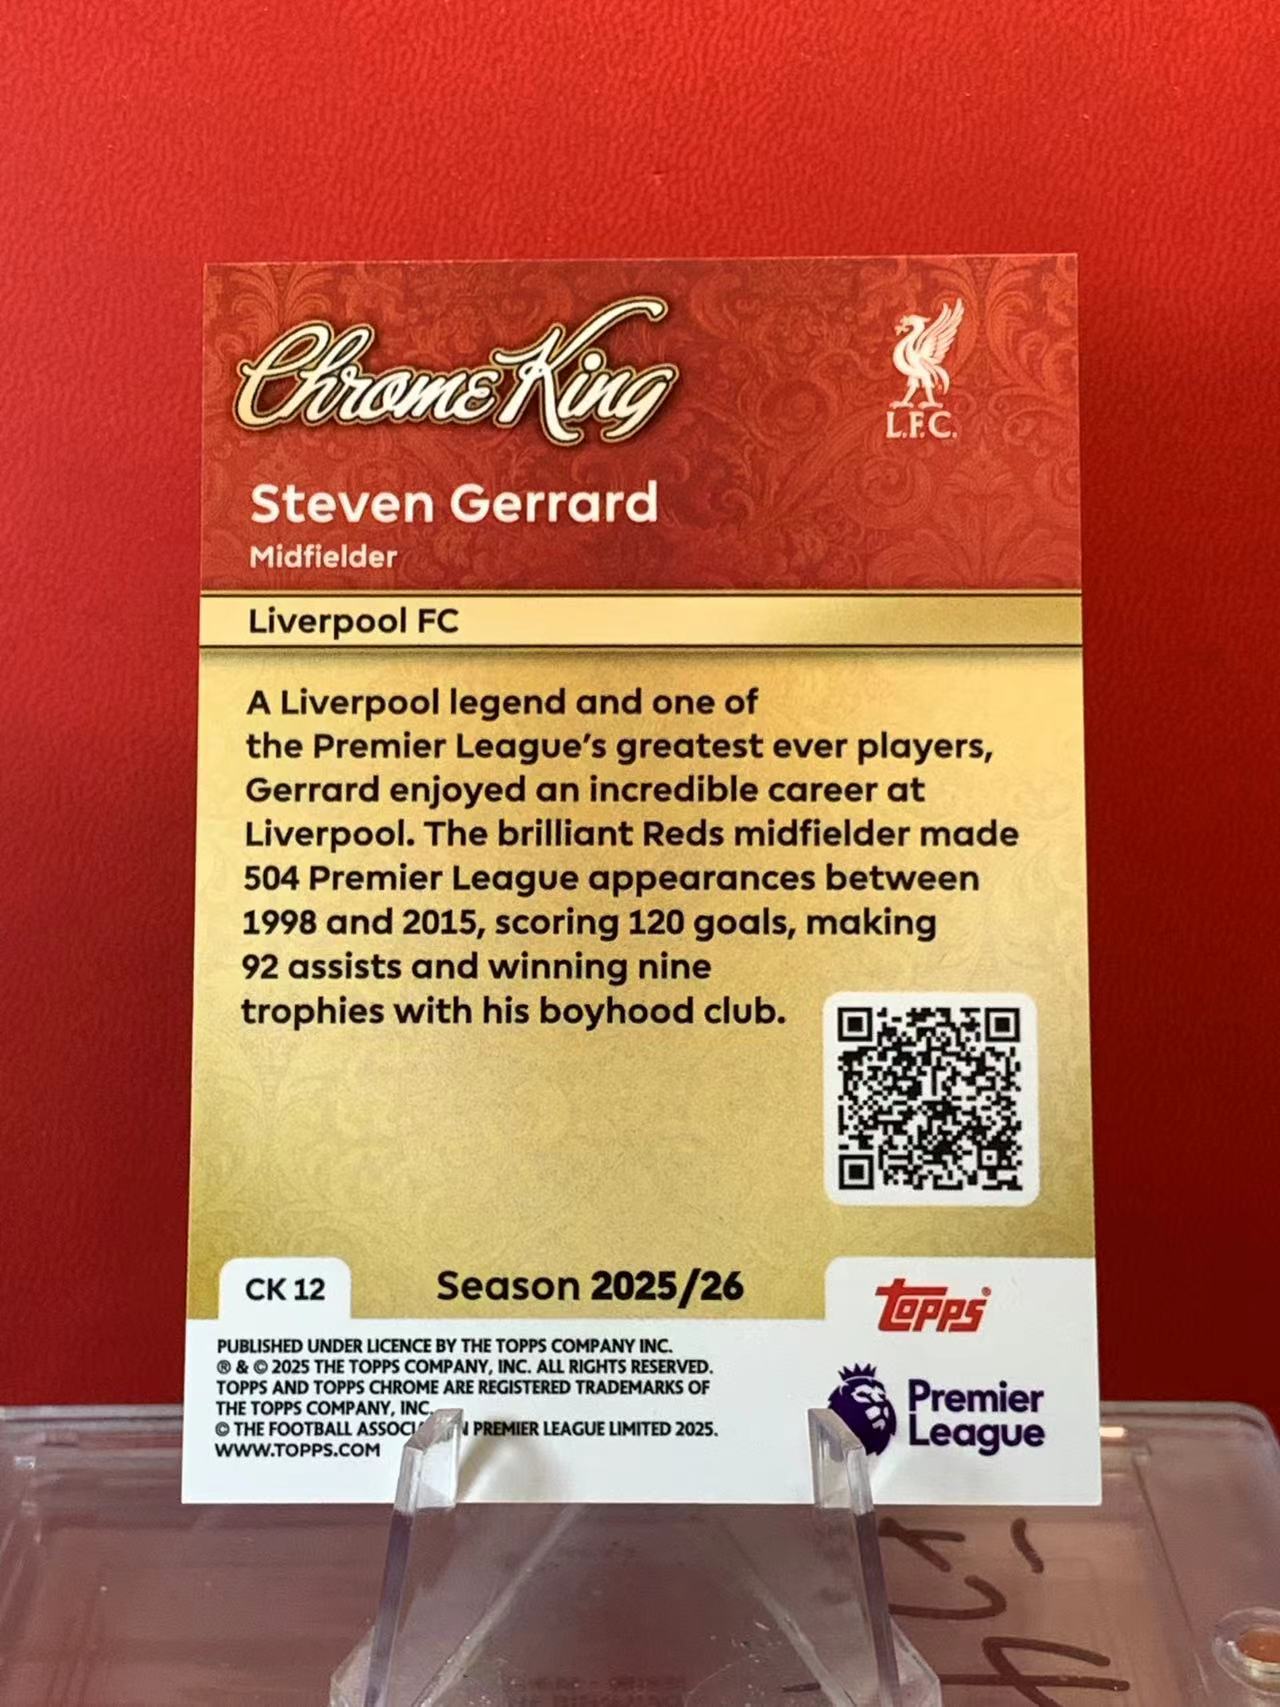 Chrome King
L.F.C.
Steven Gerrard
Midfielder
Liverpool FC
A Liverpool legend and one of
the Premier League's greatest ever players,
Gerrard enjoyed an incredible career at
Liverpool. The brilliant Reds midfielder made
504 Premier League appearances between
1998 and 2015, scoring 120 goals, making
92 assists and winning nine
trophies with his boyhood club.
CK 12
Season 2025/26
topps®
PUBLISHED UNDER LICENCE BY THE TOPPS COMPANY INC.
® & © 2025 THE TOPPS COMPANY, INC. ALL RIGHTS RESERVED.
TOPPS AND TOPPS CHROME ARE REGISTERED TRADEMARKS OF
THE TOPPS COMPANY, INC.
© THE FOOTBALL PREMIER LEAGUE LIMITED 2025.
WWW.TOPPS.COM
Premier
League